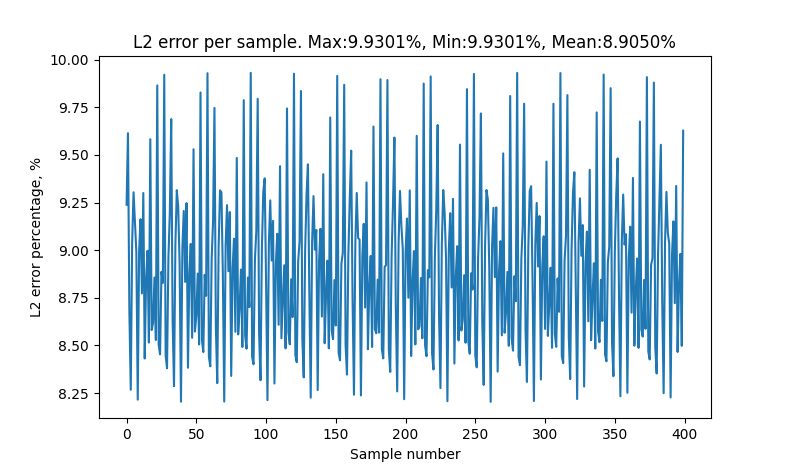 L2 error per sample. Max:9.9301%, Min:9.9301%, Mean:8.9050%
L2 error percentage, %
10.00
9.75
9.50
9.25
9.00
8.75
8.50
8.25
0 50 100 150 200 250 300 350 400
Sample number